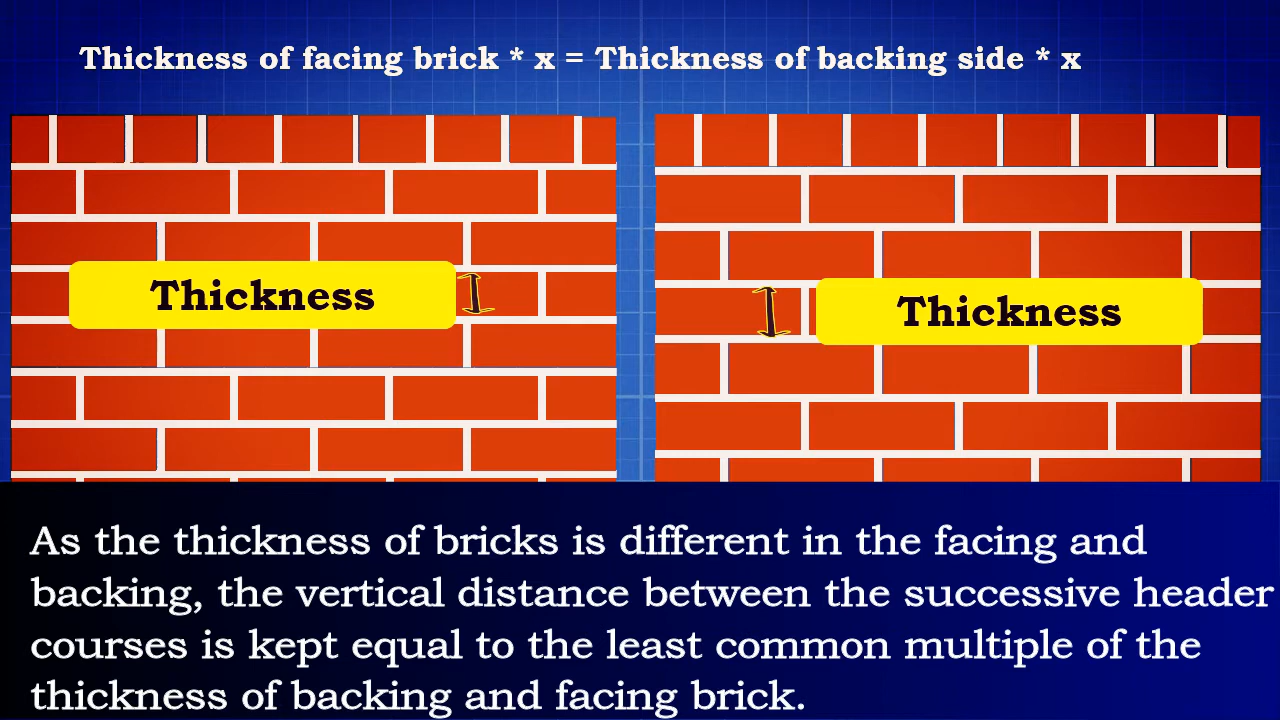 Thickness of facing brick * x = Thickness of backing side * x
Thickness
Thickness
As the thickness of bricks is different in the facing and
backing, the vertical distance between the successive header
courses is kept equal to the least common multiple of the
thickness of backing and facing brick.